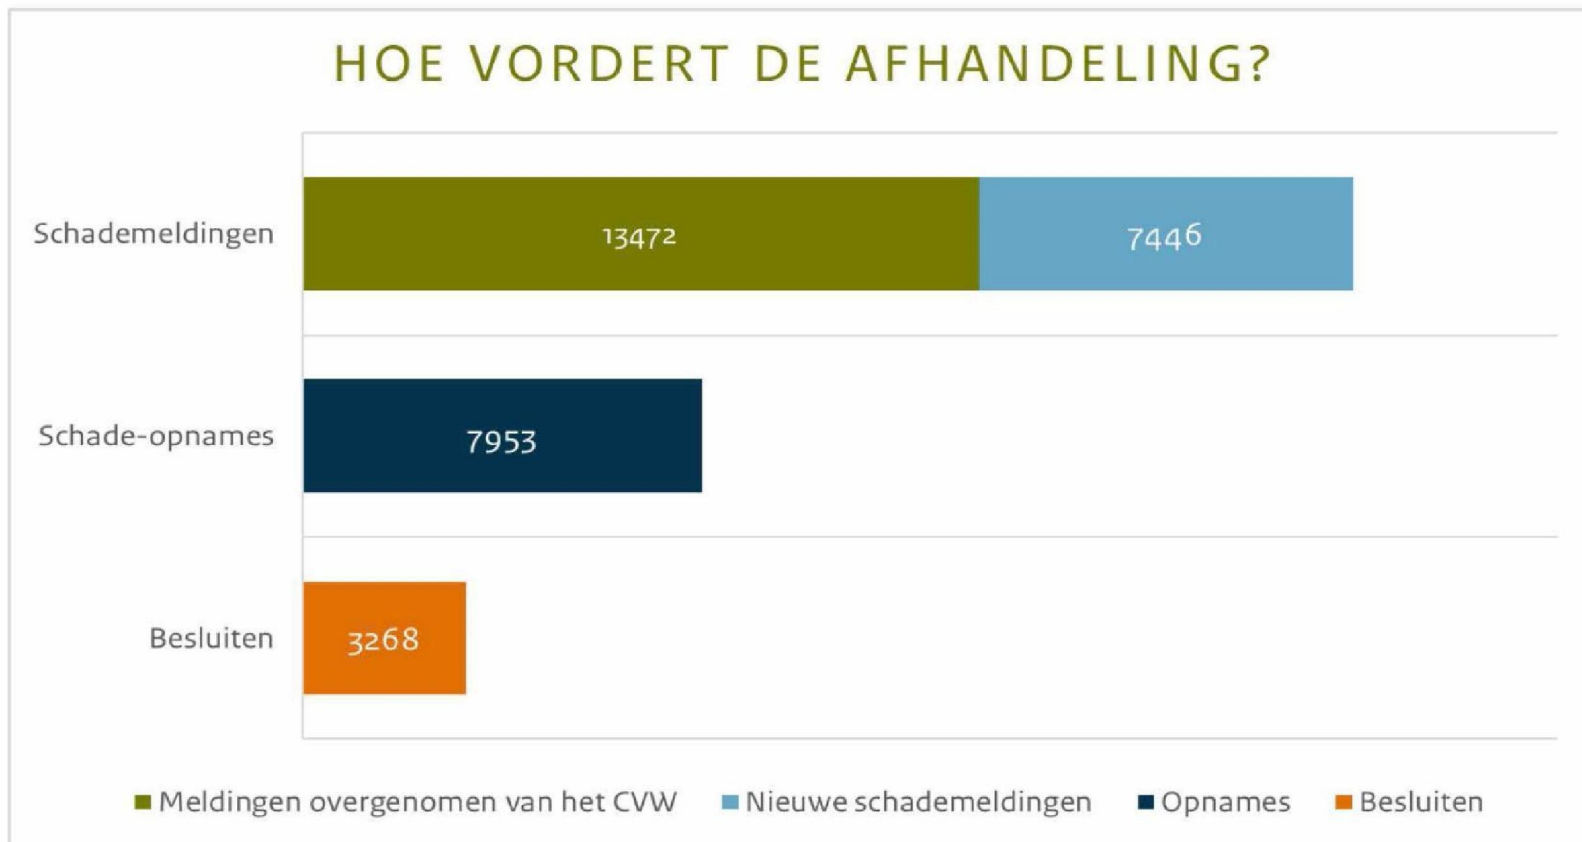 HOE VORDERT DE AFHANDELING?
Schademeldingen
13472
7446
Schade-opnames
7953
Besluiten
3268
Meldingen overgenomen van het CVW
Nieuwe schademeldingen
Opnames
Besluiten